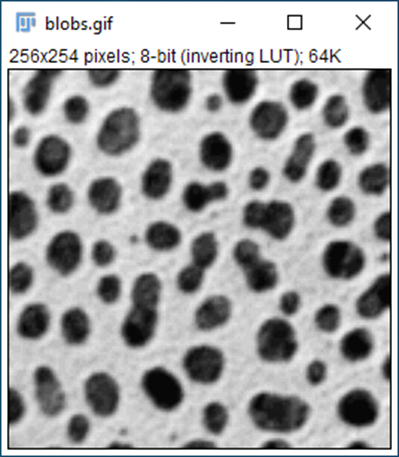 blobs.gif
256x254 pixels; 8-bit (inverting LUT); 64K